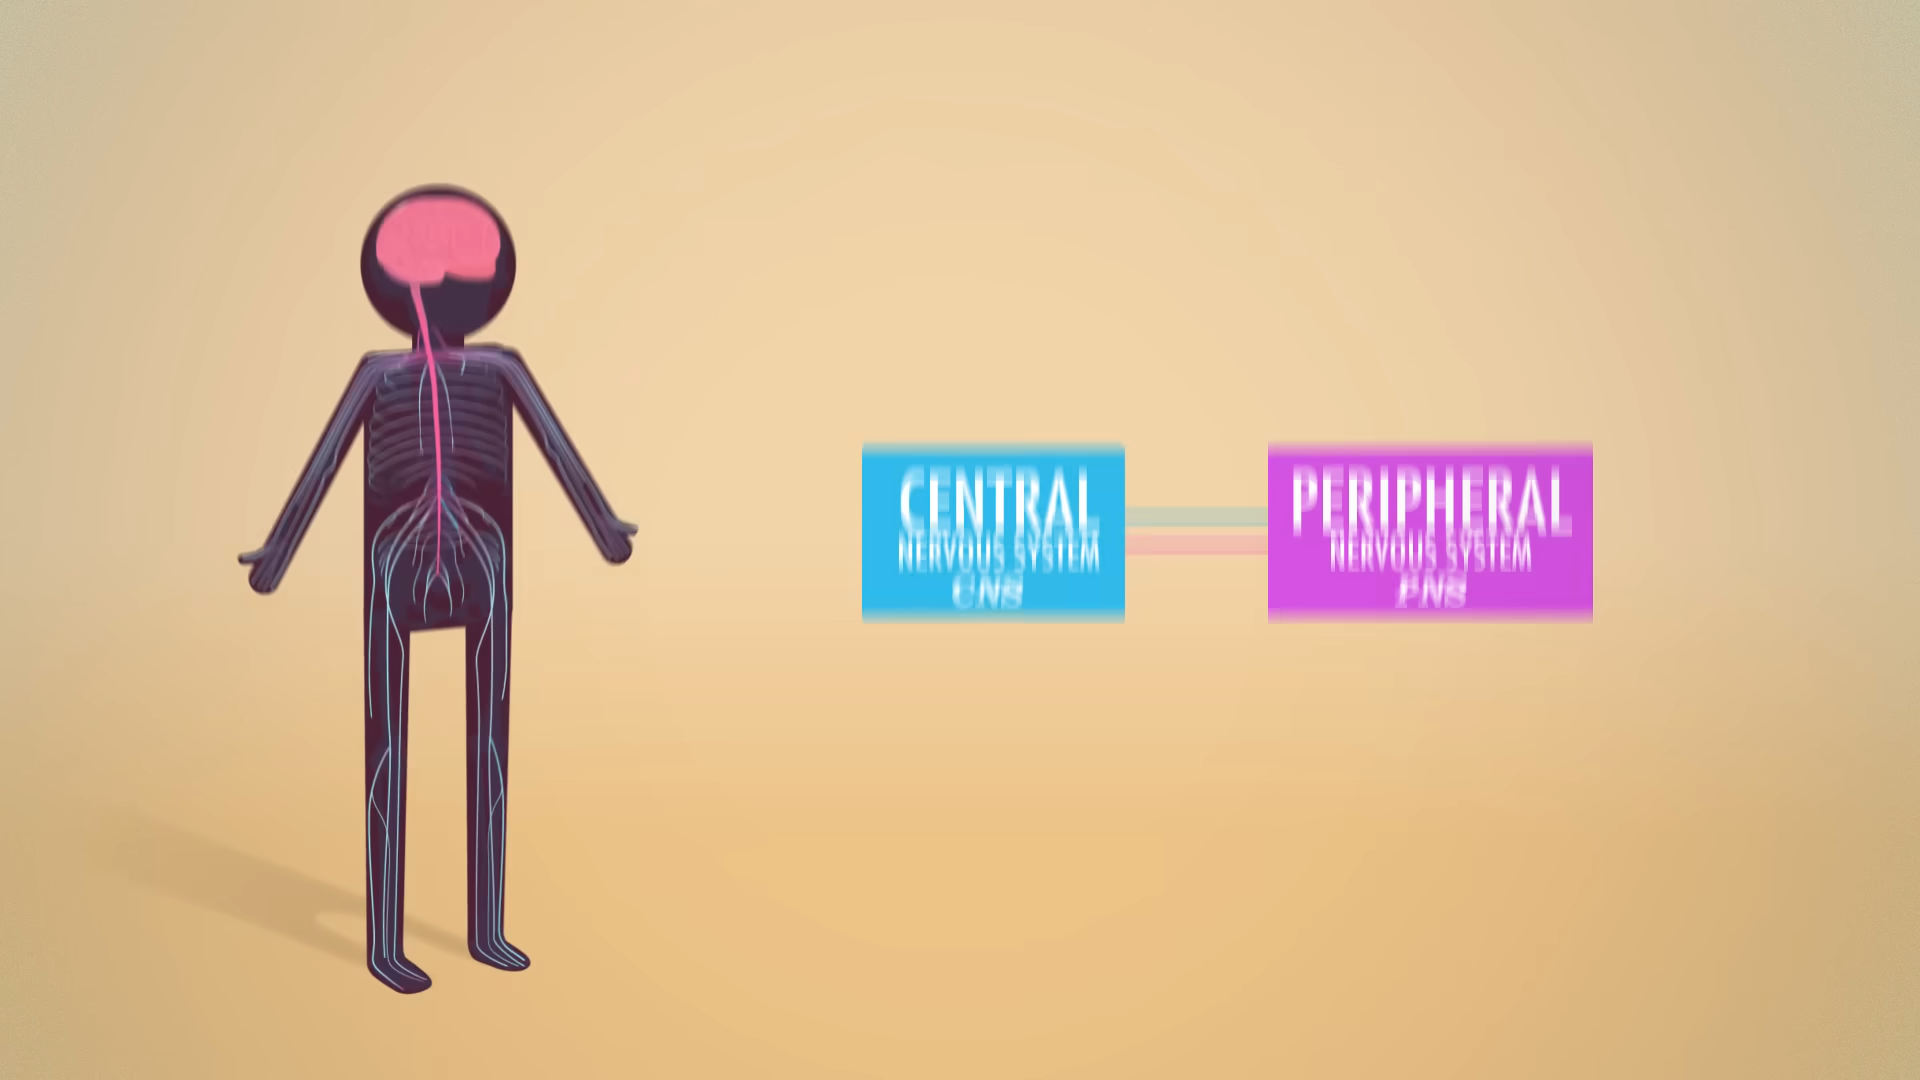 CENTRAL
NERVOUS SYSTEM
CNS
PERIPHERAL
NERVOUS SYSTEM
PNS